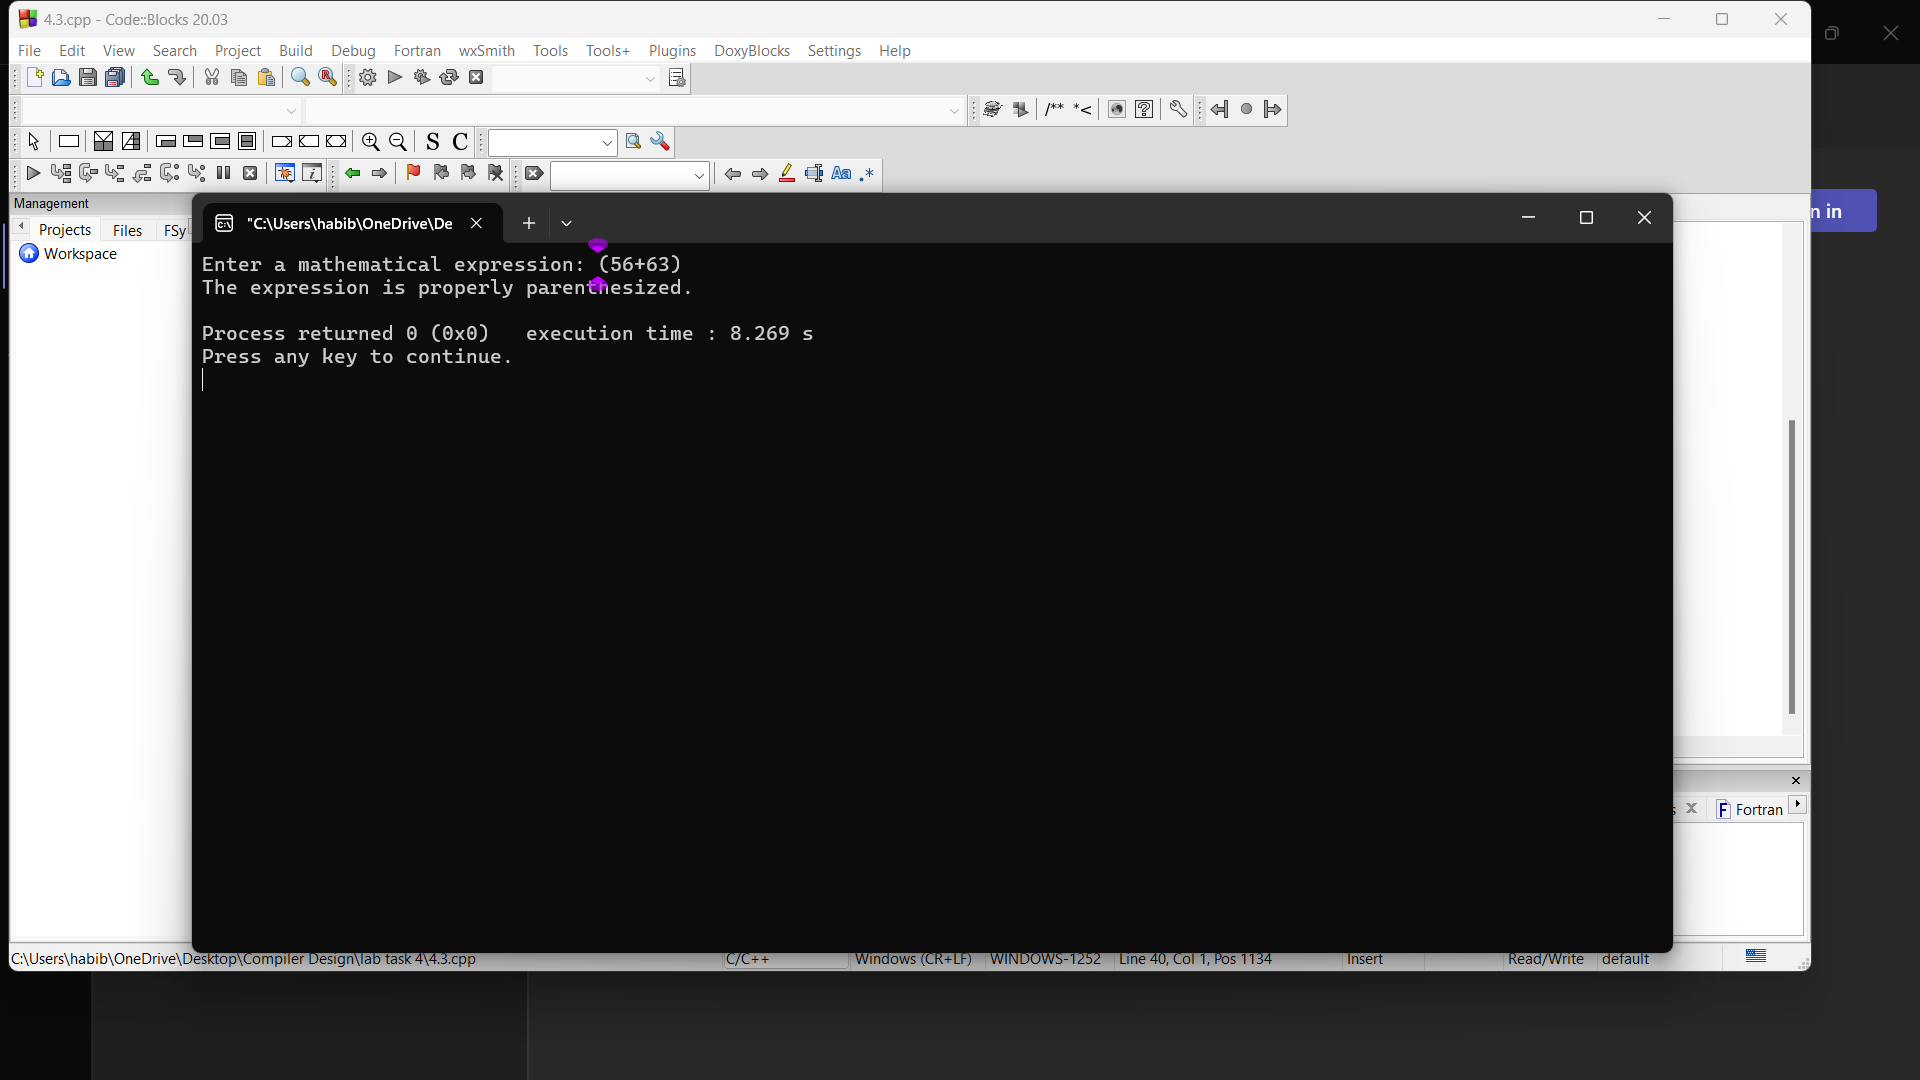 4.3.cpp - Code::Blocks 20.03
File Edit View Search Project Build Debug Fortran wxSmith Tools Tools+ Plugins DoxyBlocks Settings Help
/** *<
S C
Aa .*
Management
Projects Files FSy
Workspace
"C:\Users\habib\OneDrive\De
n in
Enter a mathematical expression: (56+63)
The expression is properly parenthesized.
Process returned 0 (0x0)   execution time : 8.269 s
Press any key to continue.
s Fortran
C:\Users\habib\OneDrive\Desktop\Compiler Design\lab task 4\4.3.cpp C/C++ Windows (CR+LF) WINDOWS-1252 Line 40, Col 1, Pos 1134 Insert Read/Write default